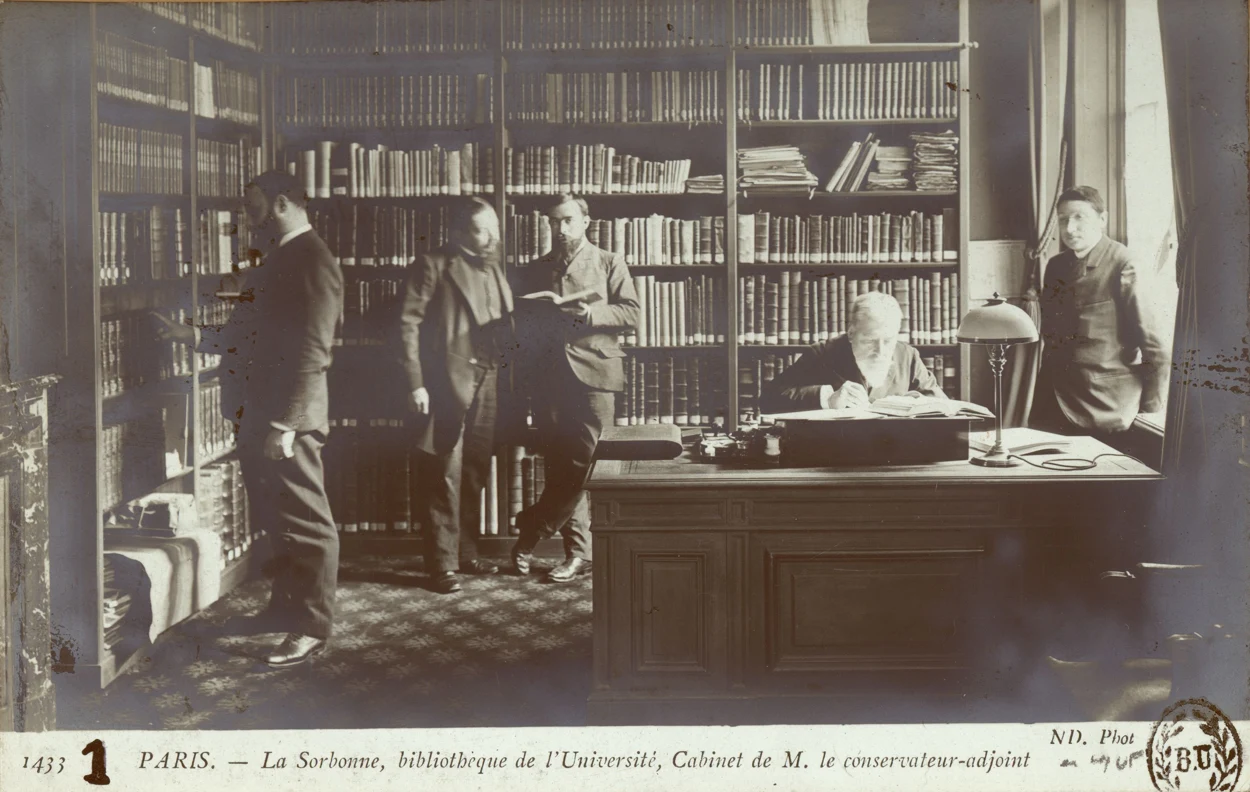 1433 1 PARIS. — La Sorbonne, bibliothèque de l'Université, Cabinet de M. le conservateur-adjoint
ND. Phot
B.U